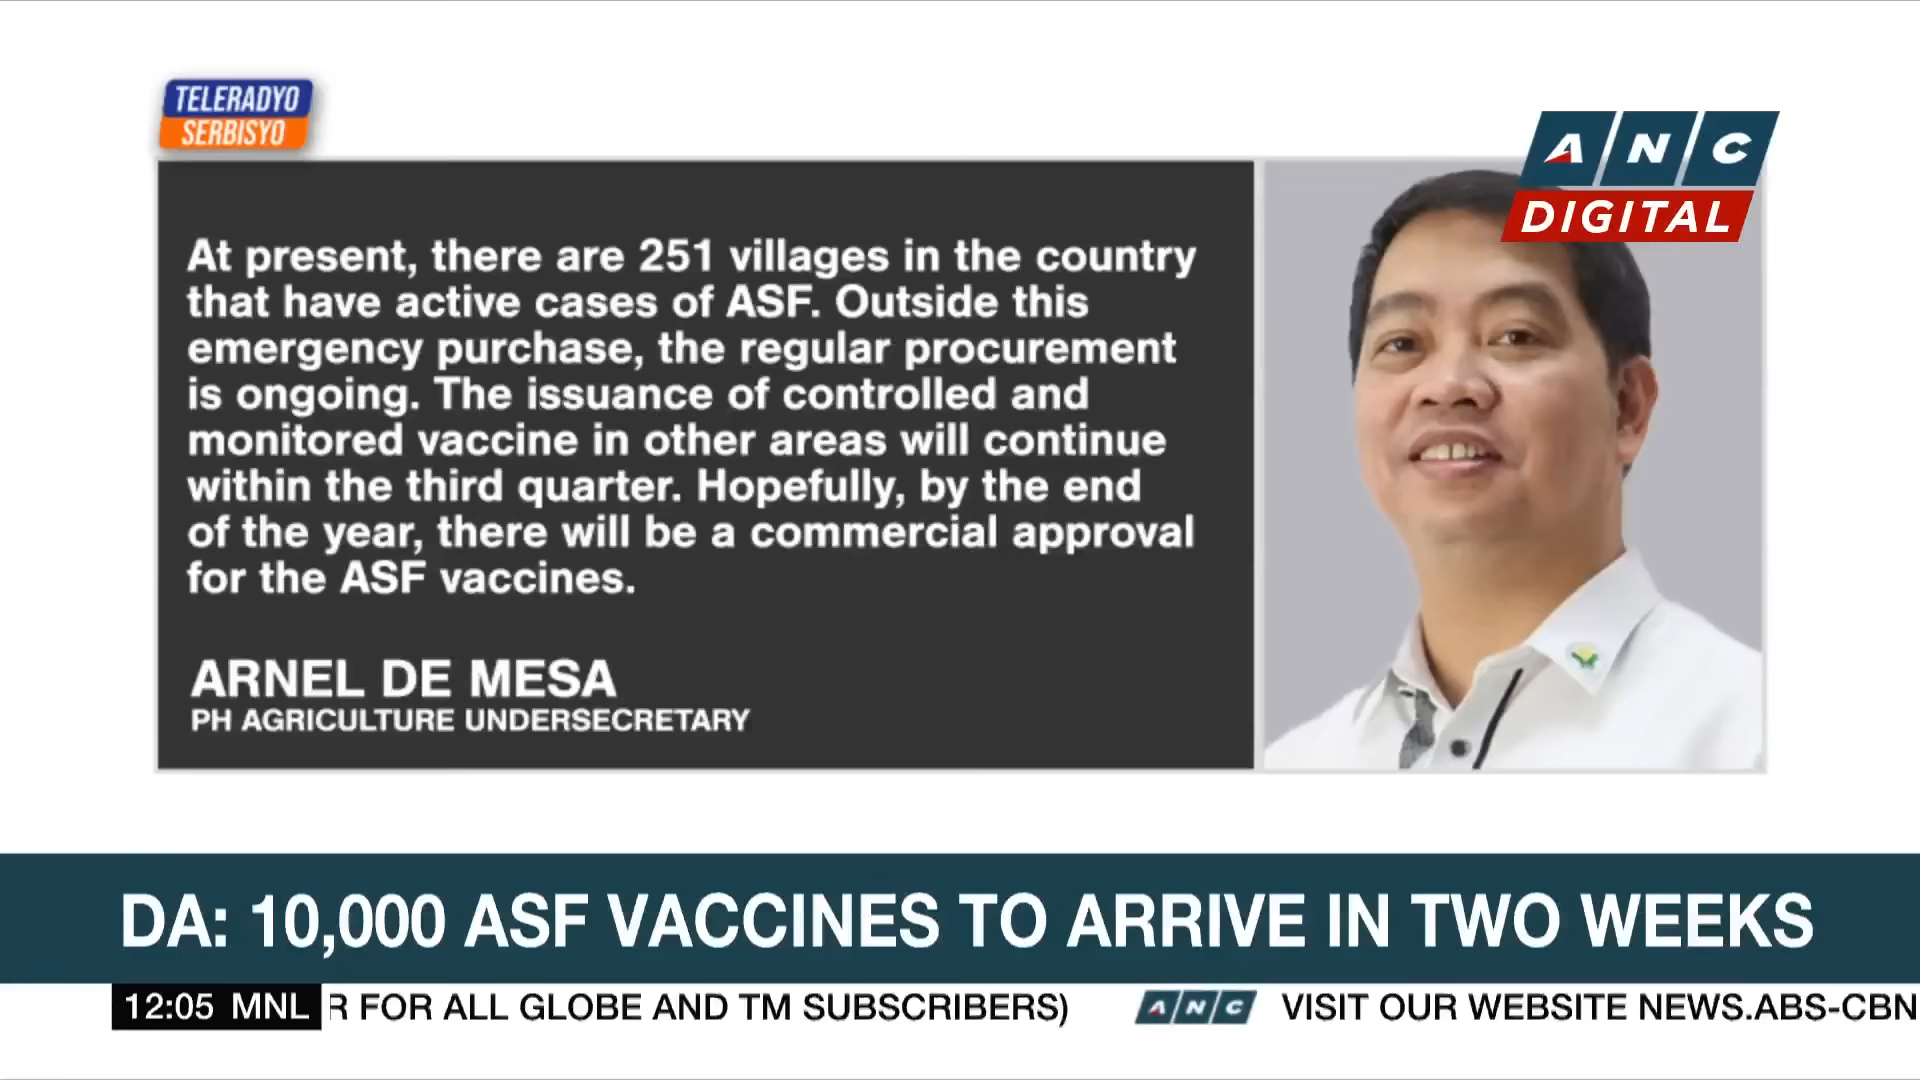 TELERADYO
SERBISYO
ANC
DIGITAL
At present, there are 251 villages in the country
that have active cases of ASF. Outside this
emergency purchase, the regular procurement
is ongoing. The issuance of controlled and
monitored vaccine in other areas will continue
within the third quarter. Hopefully, by the end
of the year, there will be a commercial approval
for the ASF vaccines.
ARNEL DE MESA
PH AGRICULTURE UNDERSECRETARY
DA: 10,000 ASF VACCINES TO ARRIVE IN TWO WEEKS
12:05 MNL R FOR ALL GLOBE AND TM SUBSCRIBERS) ANC VISIT OUR WEBSITE NEWS.ABS-CBN